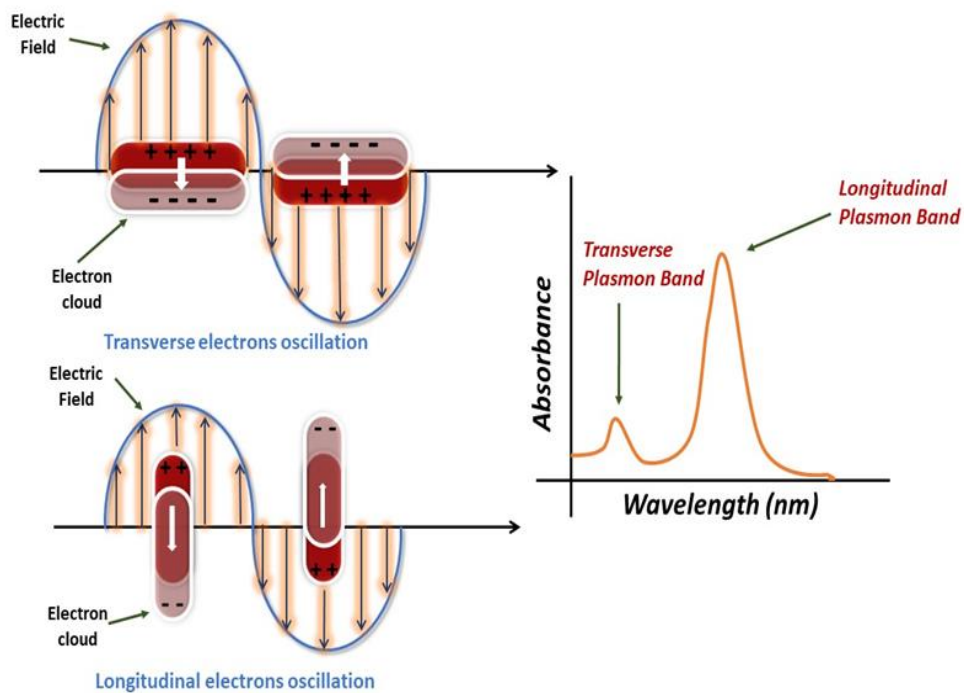 Electric
Field
+ + + +
- - - -
- - - -
+ + + +
Electron
cloud
Transverse electrons oscillation
Electric
Field
+ +
- -
- -
+ +
Electron
cloud
Longitudinal electrons oscillation
Longitudinal
Plasmon Band
Transverse
Plasmon Band
Absorbance
Wavelength (nm)